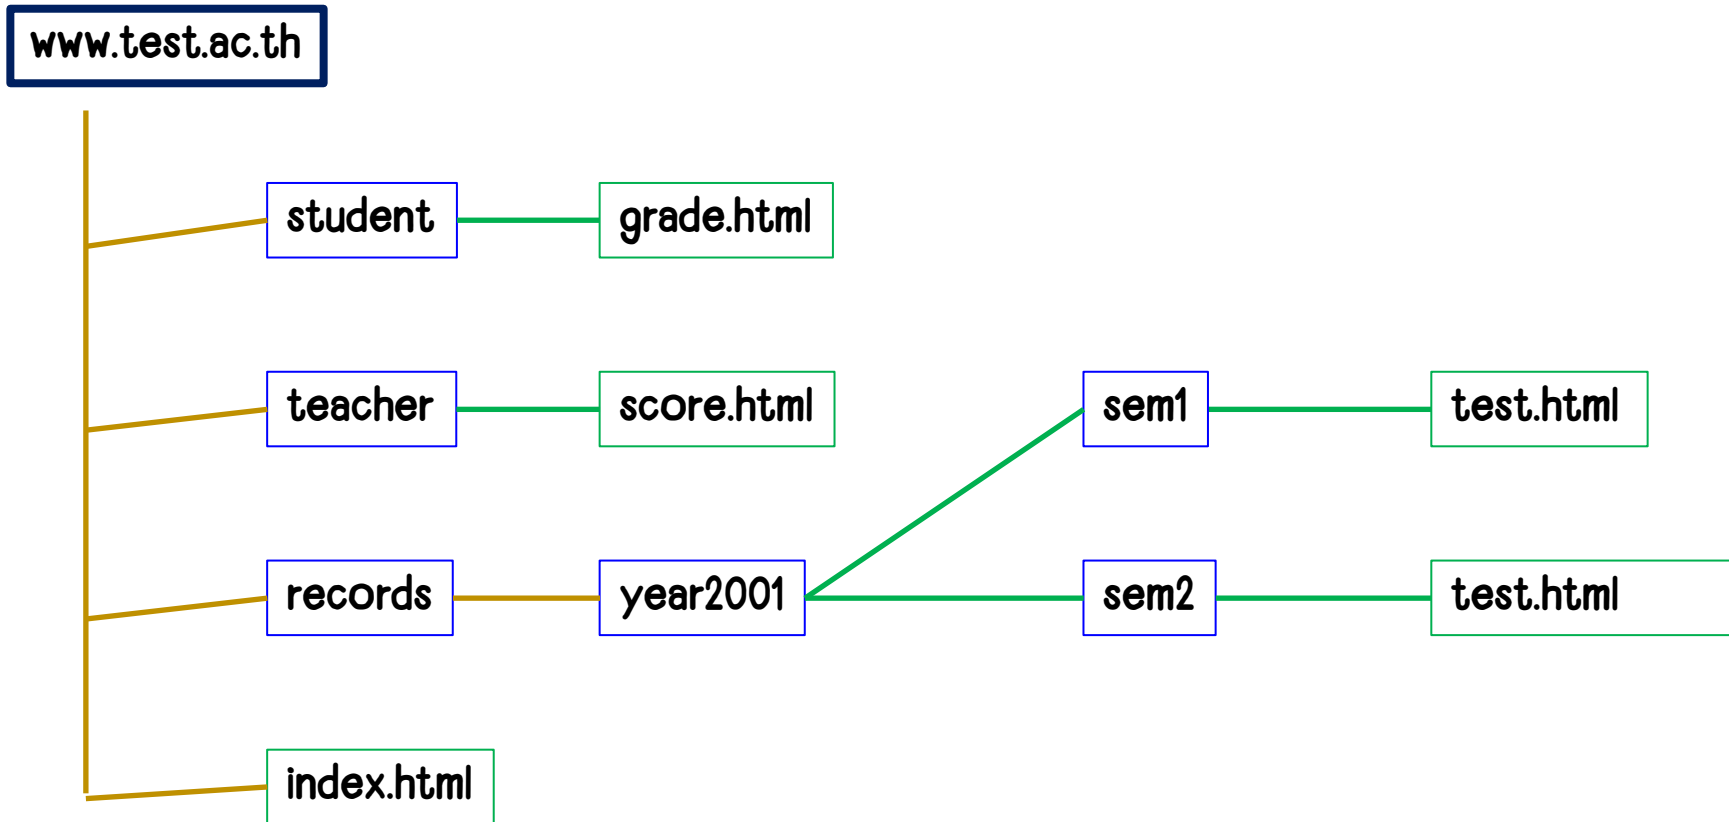 www.test.ac.th
student
grade.html
teacher
score.html
sem1
test.html
records
year2001
sem2
test.html
index.html